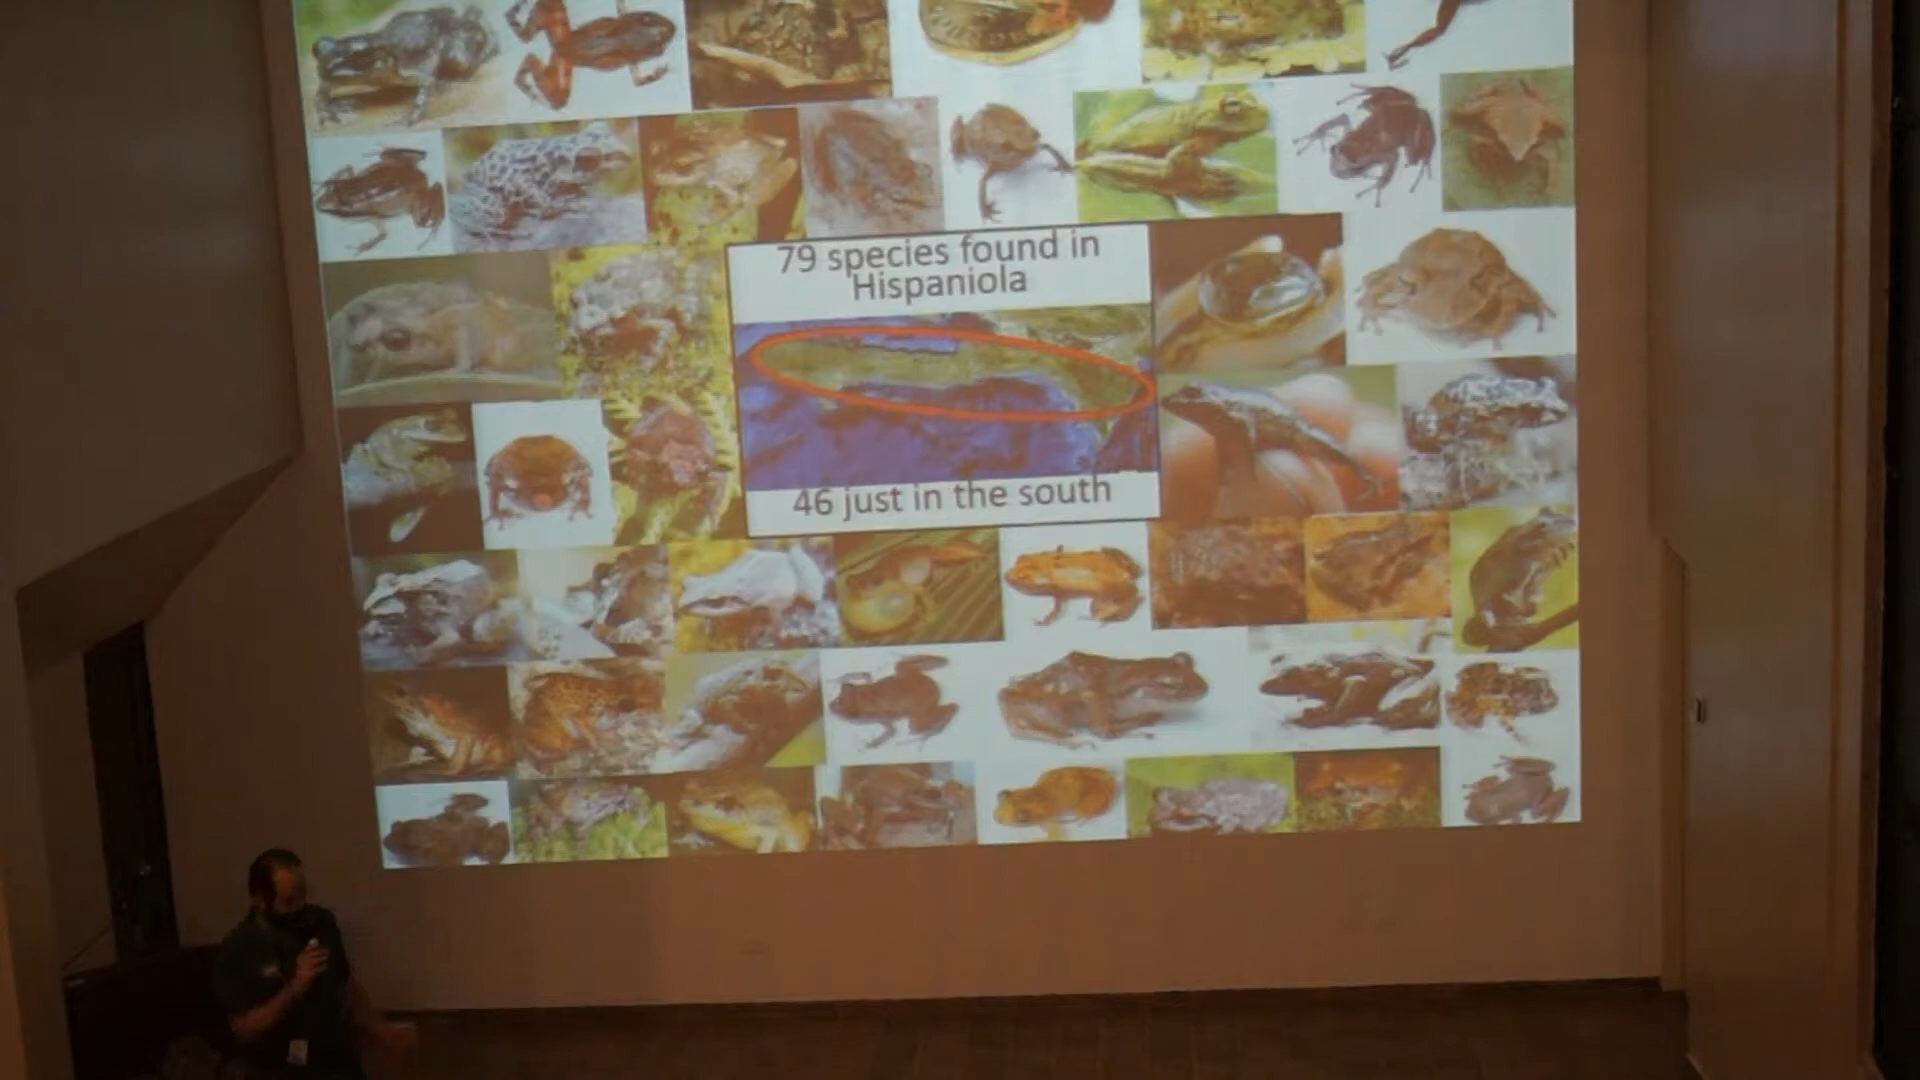 79 species found in
Hispaniola
46 just in the south